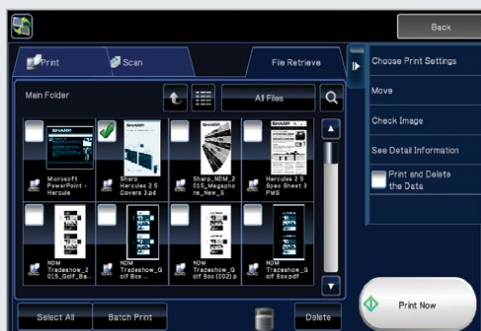 Back
Print
Scan
File Retrieve
Main Folder
All Files
SHARP
SHARP
Microsoft
PowerPoint -
Hercule
Sharp
Hercules 2 5
Covers 3.pd
Sharp_NDM_2
015_Megapho
ne_New_S
Hercules 2 5
Spec Sheet 3
PMS
NDM
Tradeshow_2
015_Golf_Ba...
NDM
Tradeshow_G
olf Box ...
NDM
Tradeshow_G
olf Box (002).p
NDM
Tradeshow_G
olf Box.pdf
Select All
Batch Print
Delete
Choose Print Settings
Move
Check Image
See Detail Information
Print and Delete
the Data
Print Now